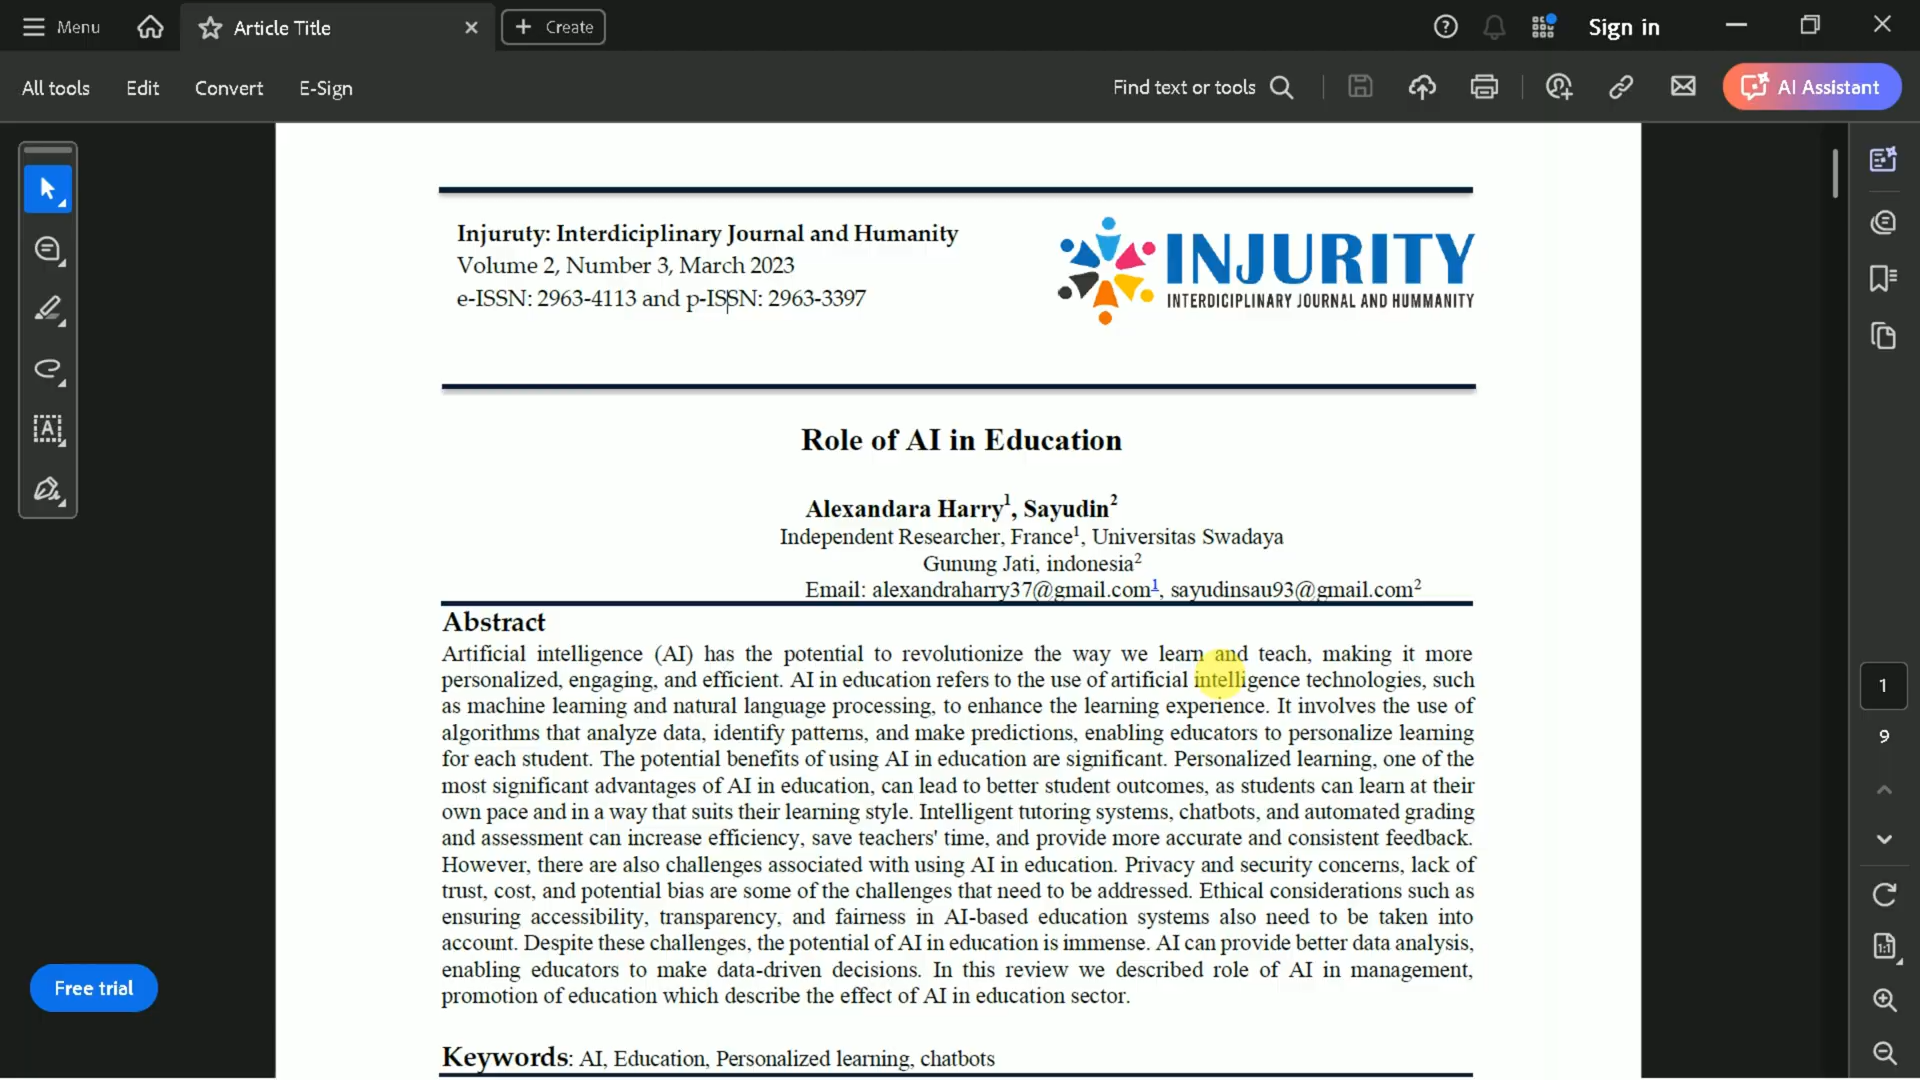 Menu
Article Title
Create
Sign in
All tools
Edit
Convert
E-Sign
Find text or tools
AI Assistant
Injuruty: Interdiciplinary Journal and Humanity
Volume 2, Number 3, March 2023
e-ISSN: 2963-4113 and p-ISSN: 2963-3397
INJURITY
INTERDICIPLINARY JOURNAL AND HUMMANITY
Role of AI in Education
Alexandara Harry1, Sayudin2
Independent Researcher, France1, Universitas Swadaya
Gunung Jati, indonesia2
Email: alexandraharry37@gmail.com1, sayudinsau93@gmail.com2
Abstract
Artificial intelligence (AI) has the potential to revolutionize the way we learn and teach, making it more
personalized, engaging, and efficient. AI in education refers to the use of artificial intelligence technologies, such
as machine learning and natural language processing, to enhance the learning experience. It involves the use of
algorithms that analyze data, identify patterns, and make predictions, enabling educators to personalize learning
for each student. The potential benefits of using AI in education are significant. Personalized learning, one of the
most significant advantages of AI in education, can lead to better student outcomes, as students can learn at their
own pace and in a way that suits their learning style. Intelligent tutoring systems, chatbots, and automated grading
and assessment can increase efficiency, save teachers' time, and provide more accurate and consistent feedback.
However, there are also challenges associated with using AI in education. Privacy and security concerns, lack of
trust, cost, and potential bias are some of the challenges that need to be addressed. Ethical considerations such as
ensuring accessibility, transparency, and fairness in AI-based education systems also need to be taken into
account. Despite these challenges, the potential of AI in education is immense. AI can provide better data analysis,
enabling educators to make data-driven decisions. In this review we described role of AI in management,
promotion of education which describe the effect of AI in education sector.
Keywords: AI, Education, Personalized learning, chatbots
Free trial
1
9
1:1